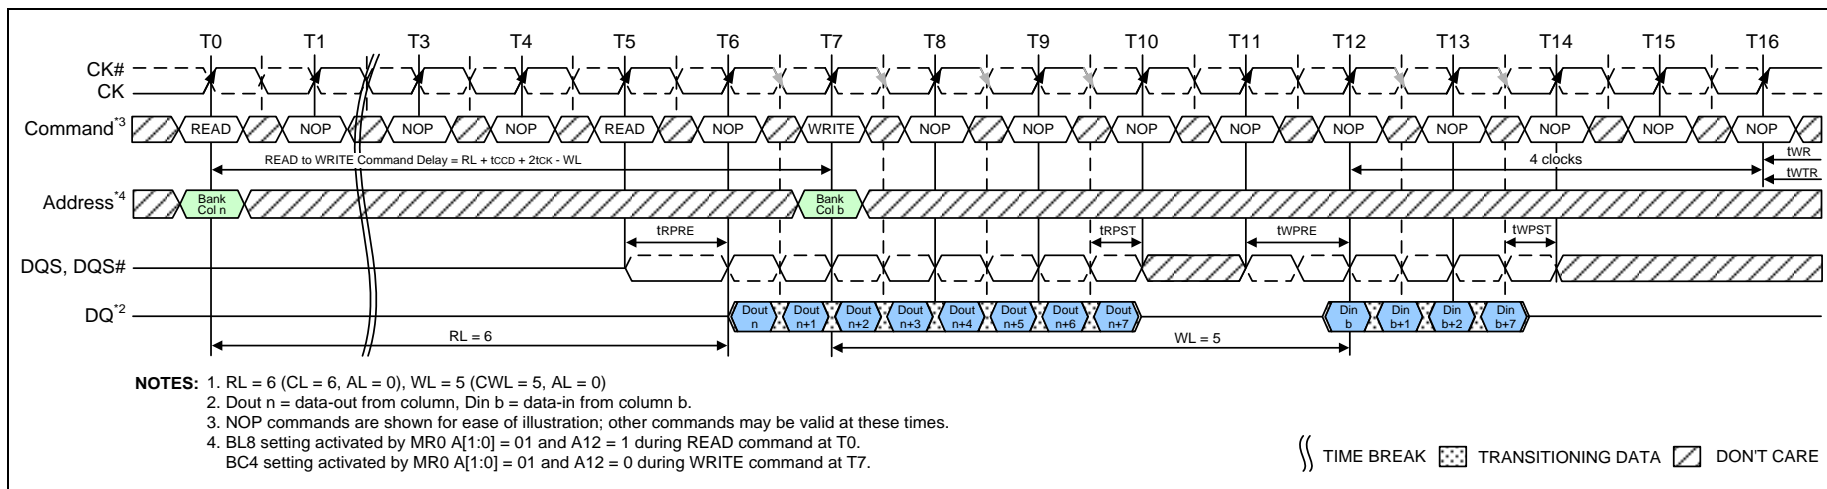 T0 T1 T3 T4 T5 T6 T7 T8 T9 T10 T11 T12 T13 T14 T15 T16
CK#
CK
Command*3 READ NOP NOP NOP READ NOP WRITE NOP NOP NOP NOP NOP NOP NOP NOP NOP
READ to WRITE Command Delay = RL + tCCD + 2tCK - WL
4 clocks
tWR
tWTR
Address*4 Bank Col n Bank Col b
tRPRE tRPST tWPRE tWPST
DQS, DQS#
DQ*2 Dout n Dout n+1 Dout n+2 Dout n+3 Dout n+4 Dout n+5 Dout n+6 Dout n+7 Din b Din b+1 Din b+2 Din b+7
RL = 6 WL = 5
NOTES: 1. RL = 6 (CL = 6, AL = 0), WL = 5 (CWL = 5, AL = 0)
2. Dout n = data-out from column, Din b = data-in from column b.
3. NOP commands are shown for ease of illustration; other commands may be valid at these times.
4. BL8 setting activated by MR0 A[1:0] = 01 and A12 = 1 during READ command at T0.
BC4 setting activated by MR0 A[1:0] = 01 and A12 = 0 during WRITE command at T7.
TIME BREAK TRANSITIONING DATA DON'T CARE